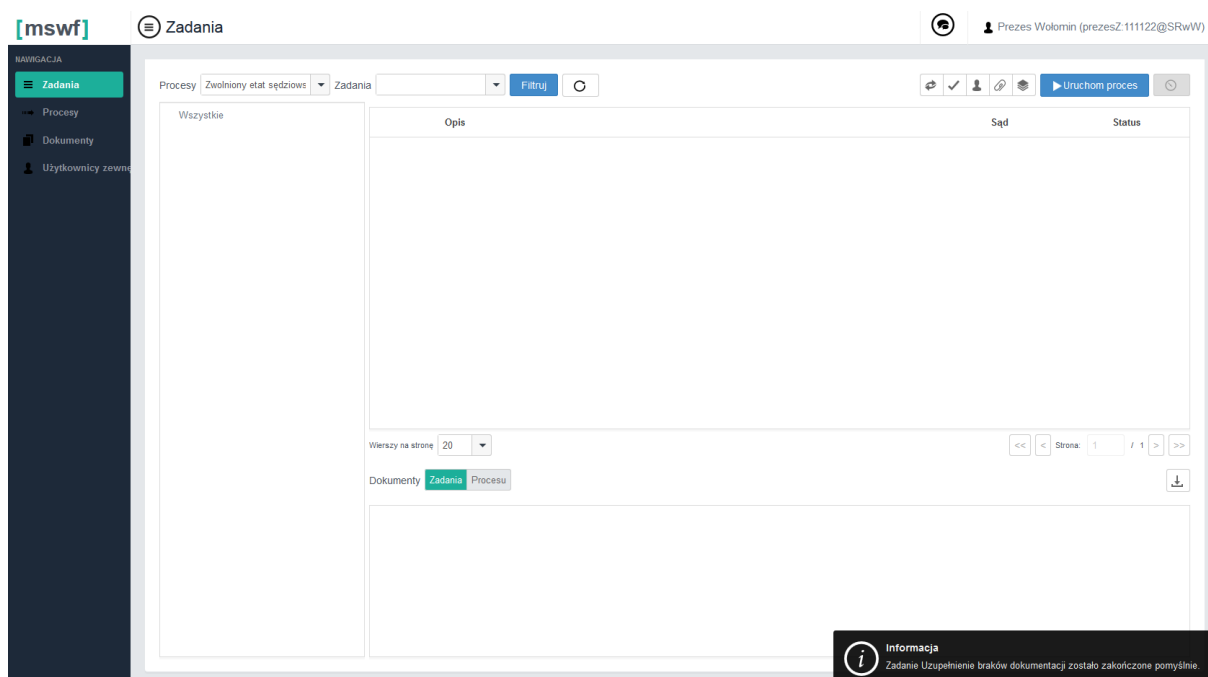 [mswf]
Zadania
Prezes Wołomin (prezesZ:111122@SRwW)
NAWIGACJA
Zadania
Procesy
Dokumenty
Użytkownicy zewnę
Procesy Zwolniony etat sędziows Zadania Filtruj Uruchom proces
Wszystkie
Opis Sąd Status
Wierszy na stronę 20 << < Strona: 1 / 1 > >>
Dokumenty Zadania Procesu
Informacja
Zadanie Uzupełnienie braków dokumentacji zostało zakończone pomyślnie.